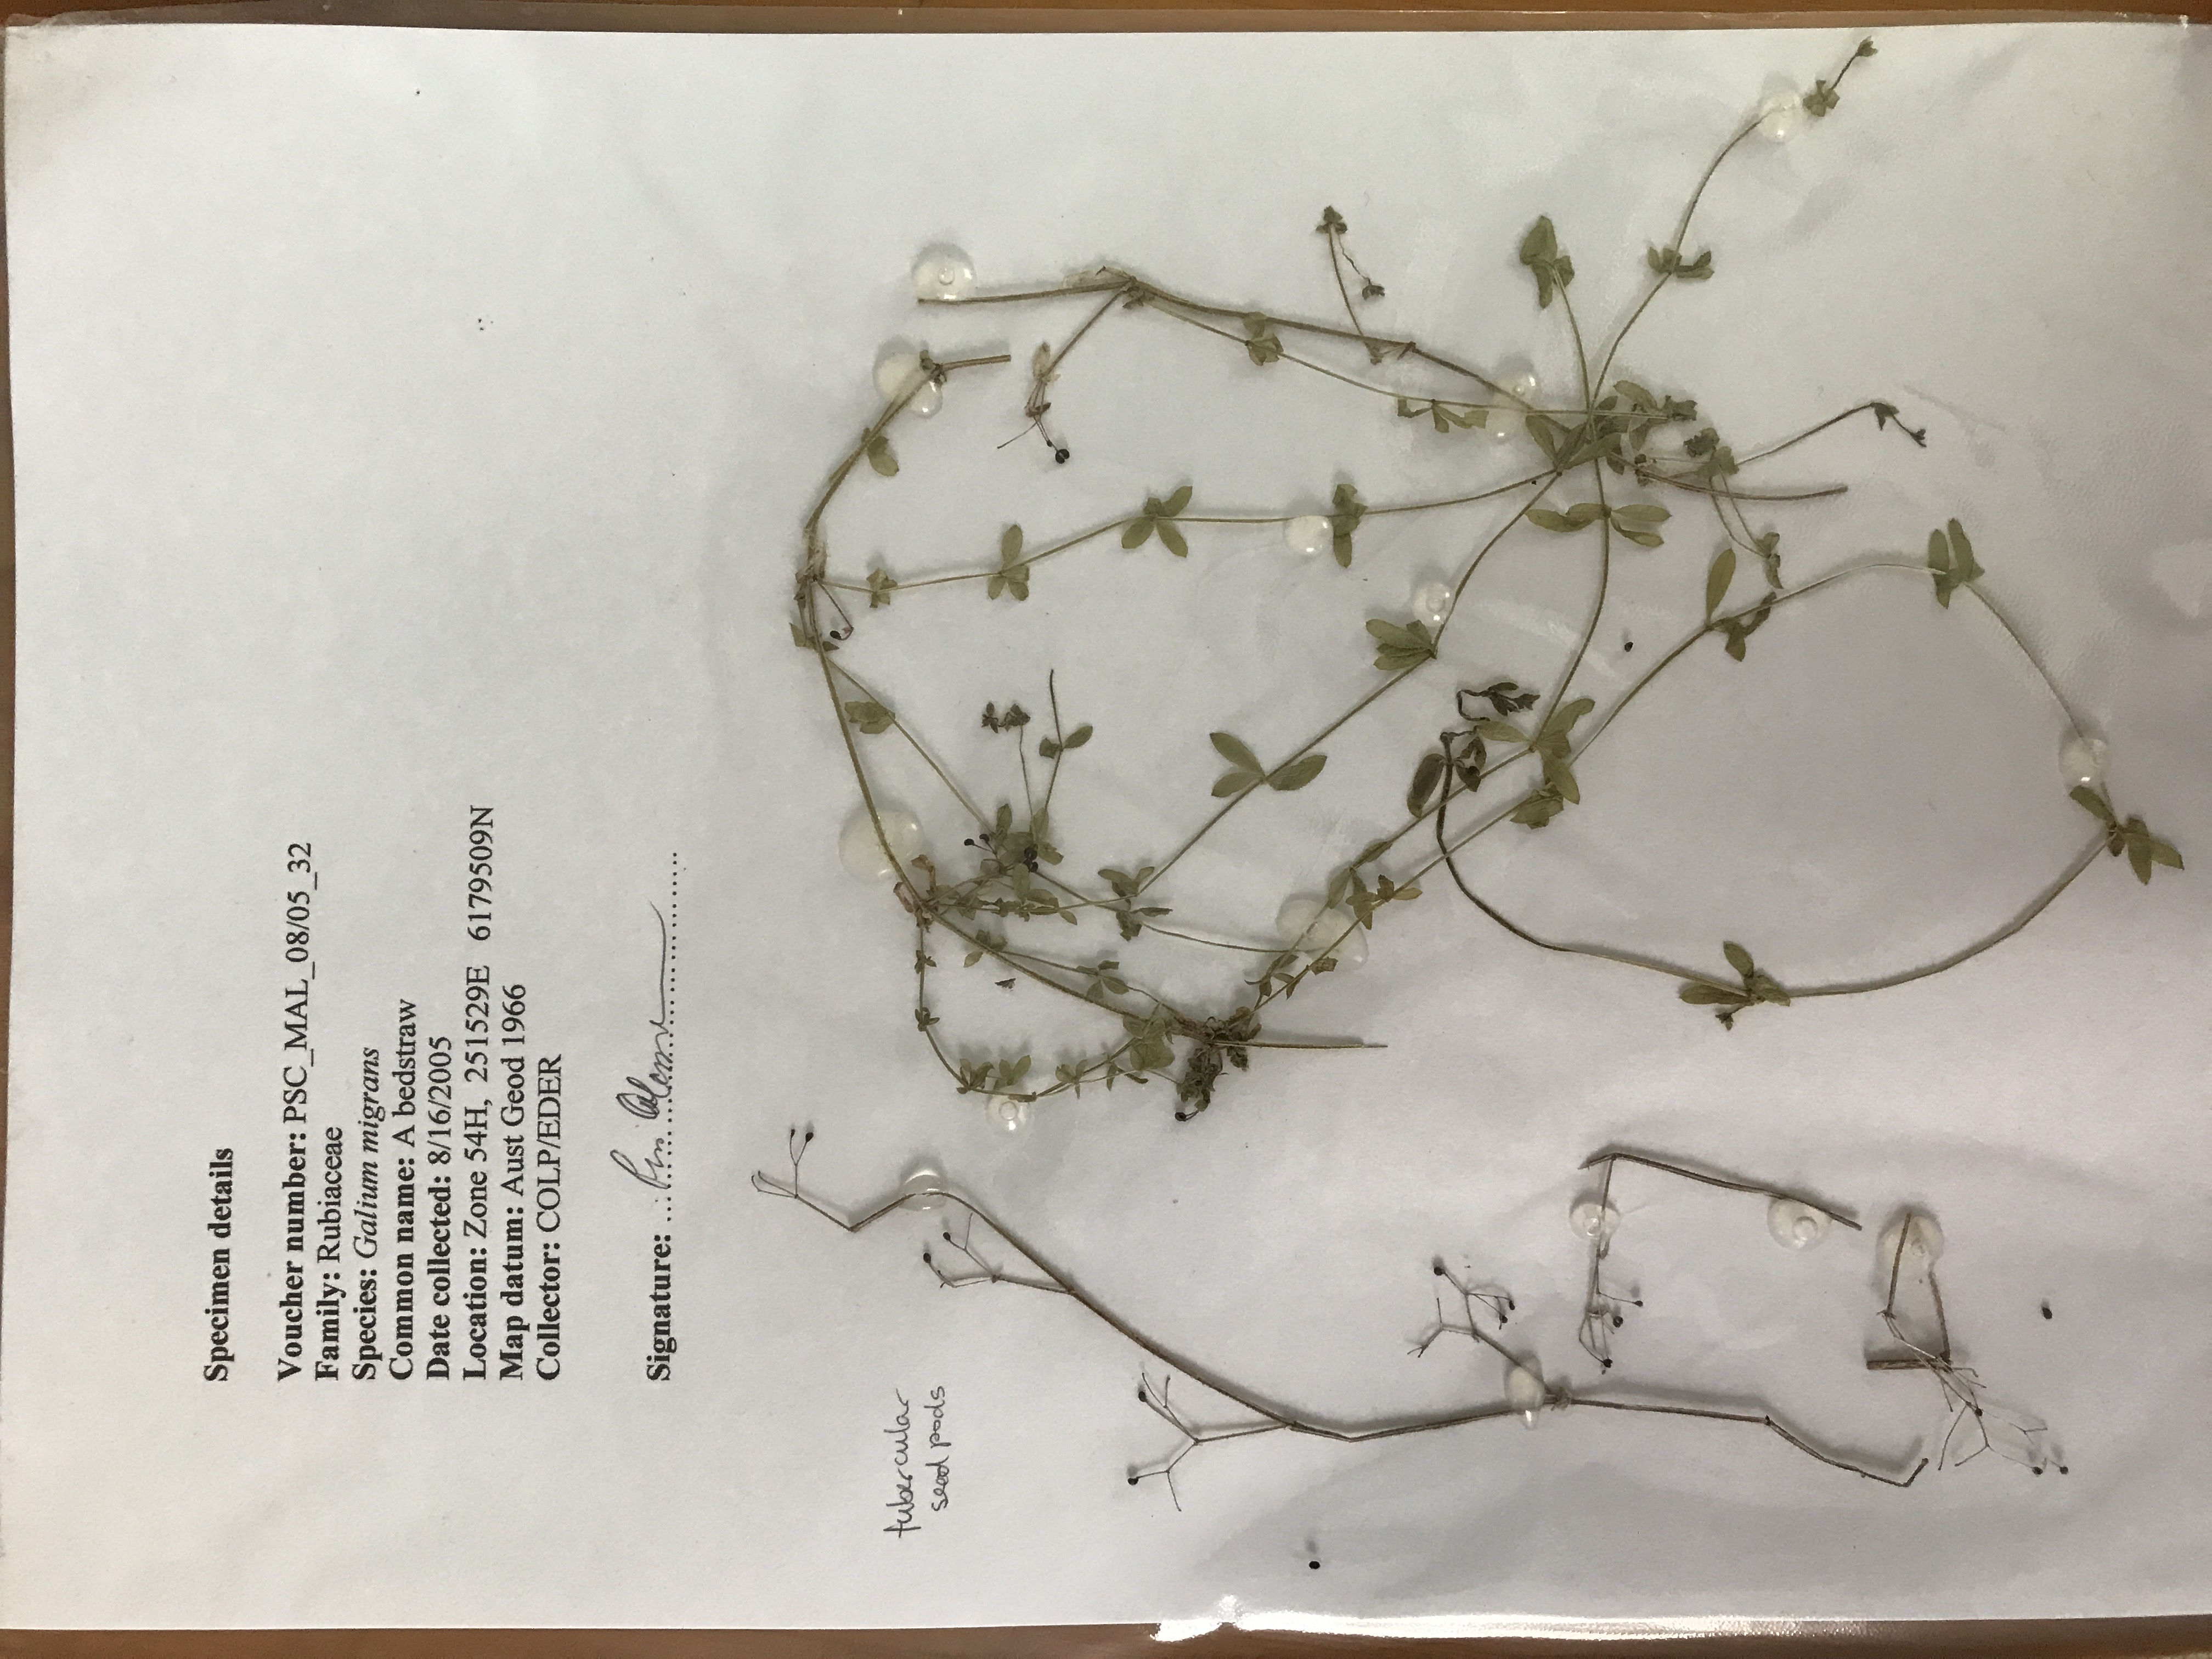 Specimen details
Voucher number: PSC_MAL_08/05_32
Family: Rubiaceae
Species: Galium migrans
Common name: A bedstraw
Date collected: 8/16/2005
Location: Zone 54H, 251529E 6179509N
Map datum: Aust Geod 1966
Collector: COLP/EDER
Signature:
tubercular
seed pods